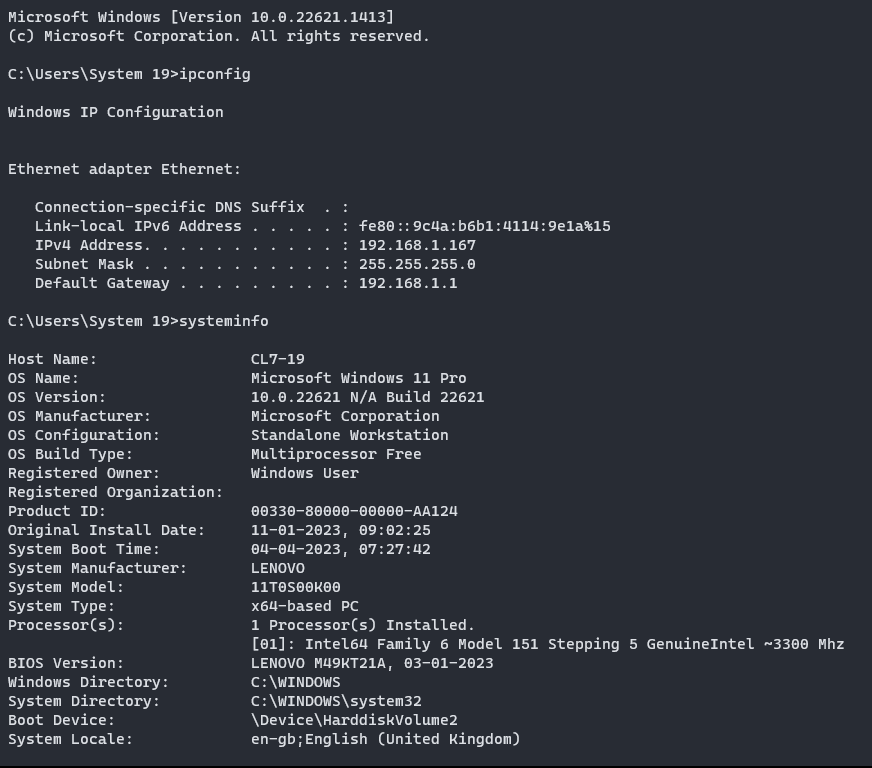 Microsoft Windows [Version 10.0.22621.1413]
(c) Microsoft Corporation. All rights reserved.
C:\Users\System 19>ipconfig
Windows IP Configuration
Ethernet adapter Ethernet:
   Connection-specific DNS Suffix  . :
   Link-local IPv6 Address . . . . . : fe80::9c4a:b6b1:4114:9e1a%15
   IPv4 Address. . . . . . . . . . . : 192.168.1.167
   Subnet Mask . . . . . . . . . . . : 255.255.255.0
   Default Gateway . . . . . . . . . : 192.168.1.1
C:\Users\System 19>systeminfo
Host Name:                 CL7-19
OS Name:                   Microsoft Windows 11 Pro
OS Version:                10.0.22621 N/A Build 22621
OS Manufacturer:           Microsoft Corporation
OS Configuration:          Standalone Workstation
OS Build Type:             Multiprocessor Free
Registered Owner:          Windows User
Registered Organization:
Product ID:                00330-80000-00000-AA124
Original Install Date:     11-01-2023, 09:02:25
System Boot Time:          04-04-2023, 07:27:42
System Manufacturer:       LENOVO
System Model:              11T0S00K00
System Type:               x64-based PC
Processor(s):              1 Processor(s) Installed.
                           [01]: Intel64 Family 6 Model 151 Stepping 5 GenuineIntel ~3300 Mhz
BIOS Version:              LENOVO M49KT21A, 03-01-2023
Windows Directory:         C:\WINDOWS
System Directory:          C:\WINDOWS\system32
Boot Device:               \Device\HarddiskVolume2
System Locale:             en-gb;English (United Kingdom)